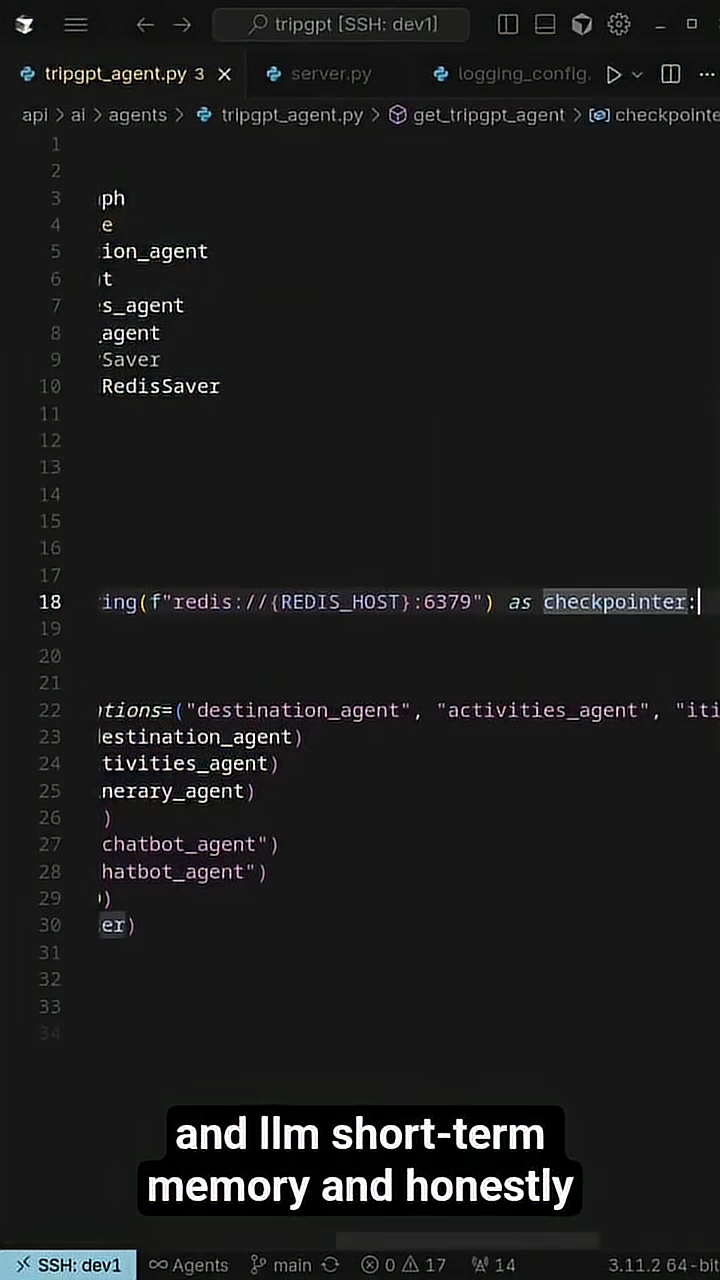 tripgpt [SSH: dev1]
tripgpt_agent.py 3 server.py logging_config.
api > ai > agents > tripgpt_agent.py > get_tripgpt_agent > checkpointe
1
2
3 ph
4 e
5 ion_agent
6 t
7 s_agent
8 _agent
9 Saver
10 RedisSaver
11
12
13
14
15
16
17
18 ing(f"redis://{REDIS_HOST}:6379") as checkpointer:
19
20
21
22 tions=("destination_agent", "activities_agent", "iti
23 destination_agent)
24 tivities_agent)
25 nerary_agent)
26 )
27 chatbot_agent")
28 hatbot_agent")
29 )
30 er)
31
32
33
34
and llm short-term
memory and honestly
SSH: dev1 Agents main 0 17 14 3.11.2 64-bit